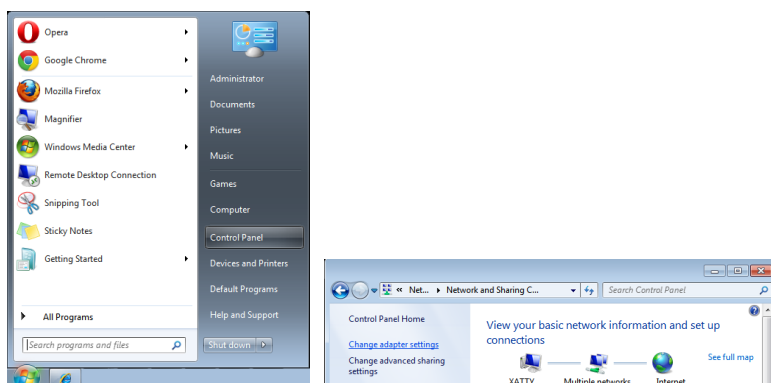 Opera
Google Chrome
Mozilla Firefox
Magnifier
Windows Media Center
Remote Desktop Connection
Snipping Tool
Sticky Notes
Getting Started
All Programs
Search programs and files
Administrator
Documents
Pictures
Music
Games
Computer
Control Panel
Devices and Printers
Default Programs
Help and Support
Shut down
« Net... Network and Sharing C... Search Control Panel
Control Panel Home
Change adapter settings
Change advanced sharing
settings
View your basic network information and set up
connections
See full map
XATTY Multiple networks Internet